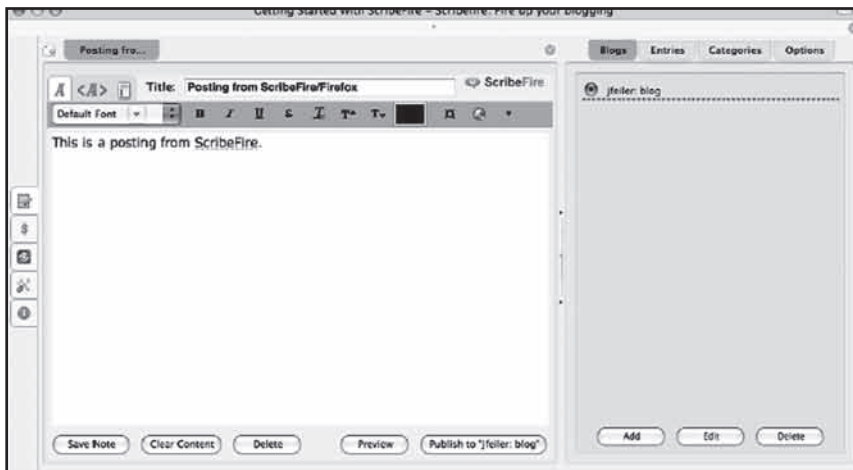 Getting Started with ScribeFire – ScribeFire: Fire up your blogging
Posting fro...
Blogs Entries Categories Options
A <A> Title: Posting from ScribeFire/Firefox ScribeFire
jfeiler: blog
Default Font B I U S T T T
This is a posting from ScribeFire.
$
Save Note Clear Content Delete Preview Publish to "jfeiler: blog"
Add Edit Delete